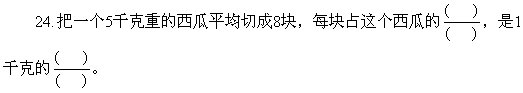 24.把一个5千克重的西瓜平均切成8块，每块占这个西瓜的( )/( )，是1
千克的( )/( )。